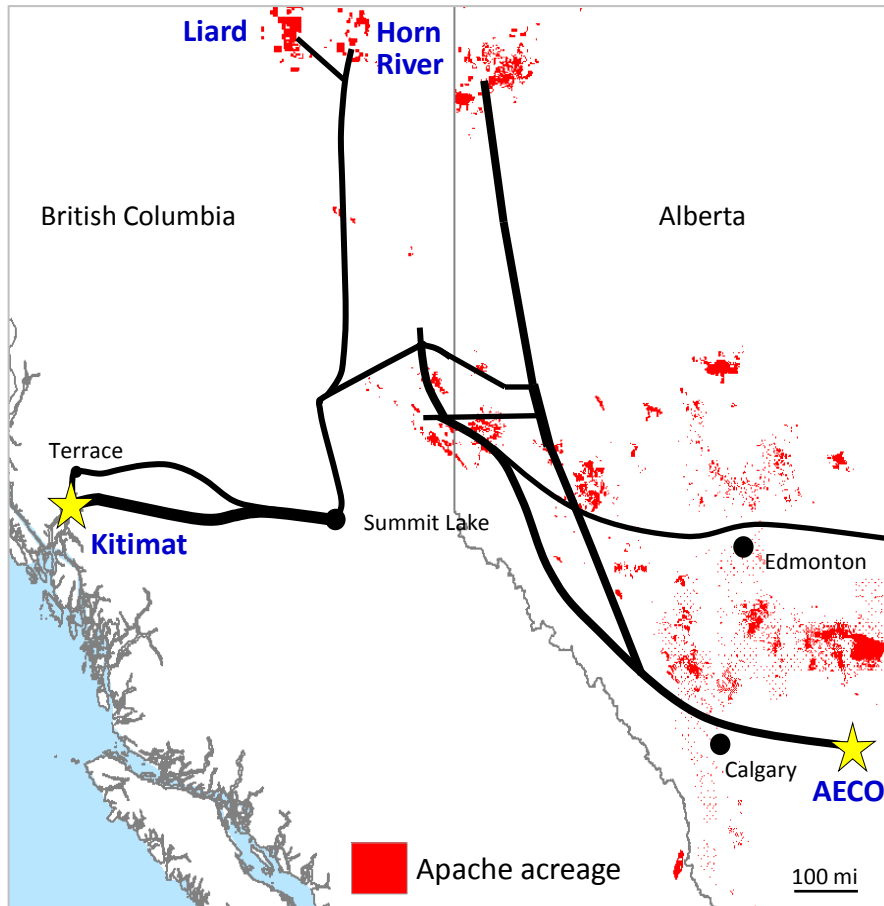 Liard
Horn
River
British Columbia
Alberta
Terrace
Kitimat
Summit Lake
Edmonton
Calgary
AECO
Apache acreage
100 mi